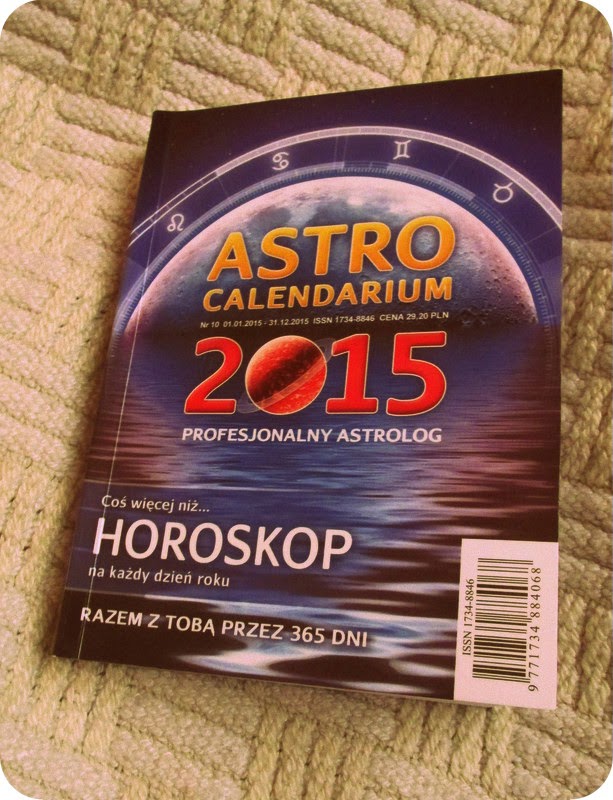 ASTRO
CALENDARIUM
Nr 10 01.01.2015 - 31.12.2015 ISSN 1734-8846 CENA 29,20 PLN
2015
PROFESJONALNY ASTROLOG
Coś więcej niż...
HOROSKOP
na każdy dzień roku
RAZEM Z TOBĄ PRZEZ 365 DNI
ISSN 1734-8846
9 771734 884068